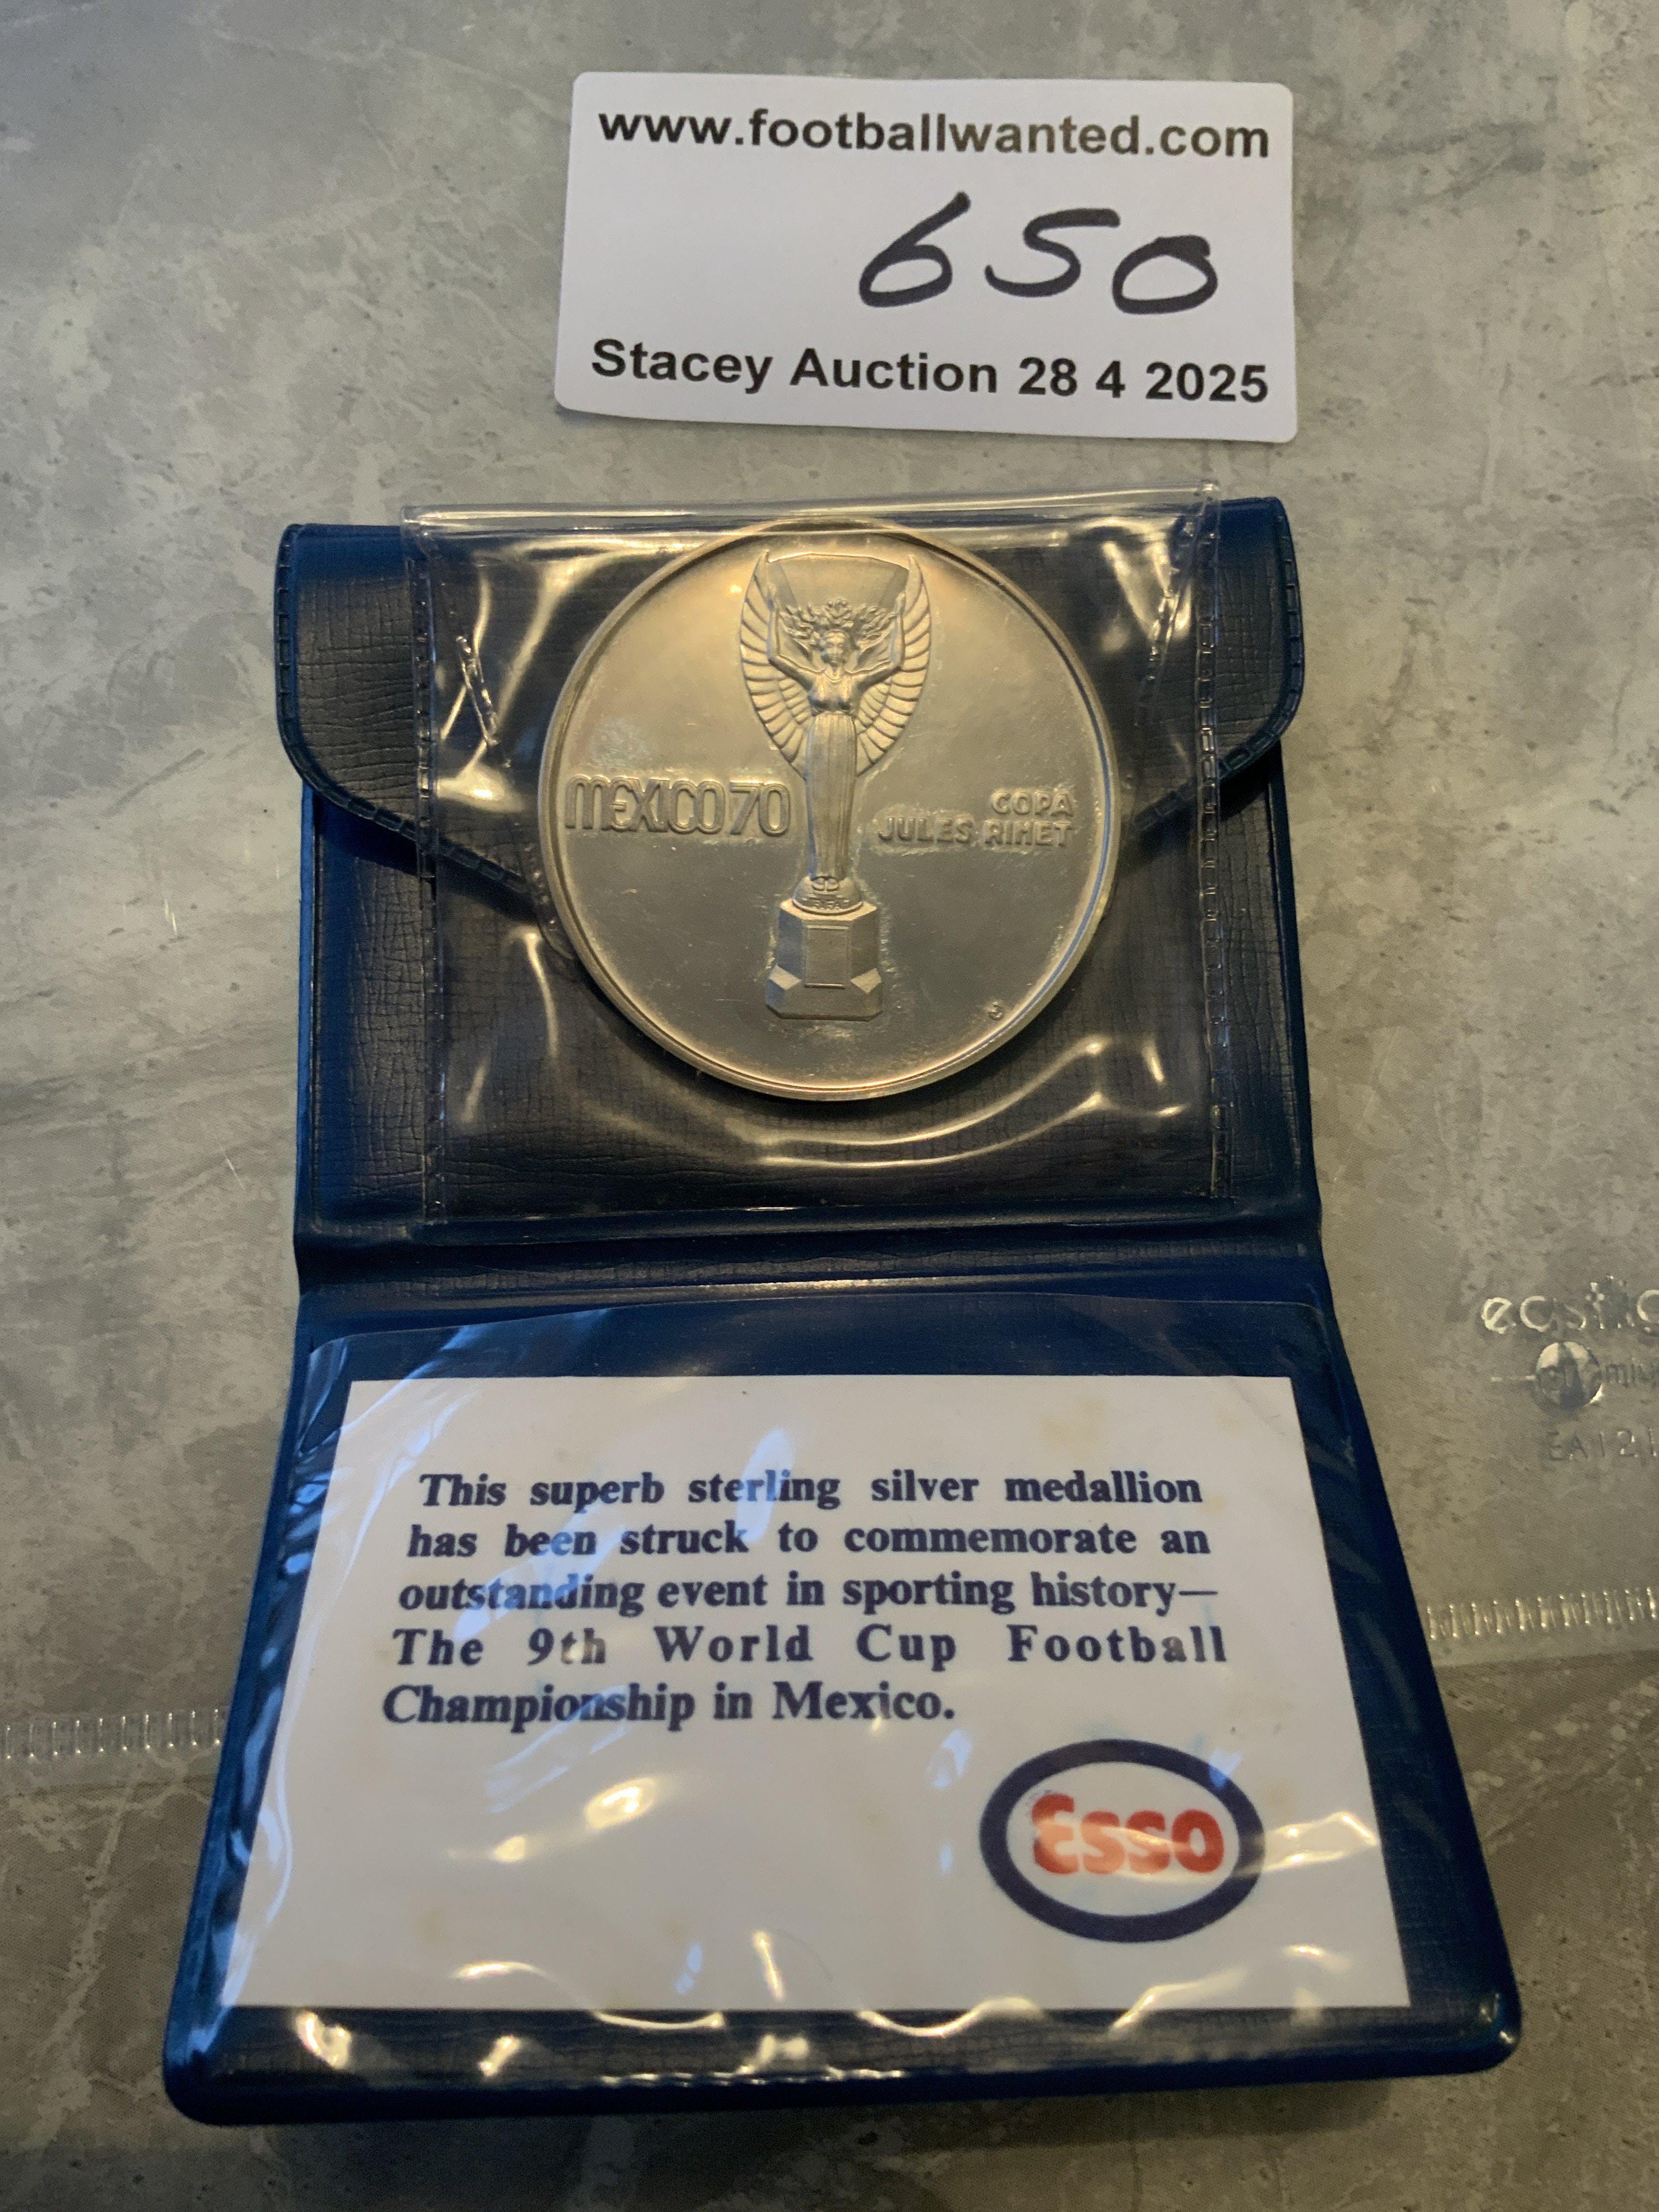 www.footballwanted.com
650
Stacey Auction 28 4 2025
MEXICO70
COPA
JULES RIMET
This superb sterling silver medallion
has been struck to commemorate an
outstanding event in sporting history—
The 9th World Cup Football
Championship in Mexico.
Esso